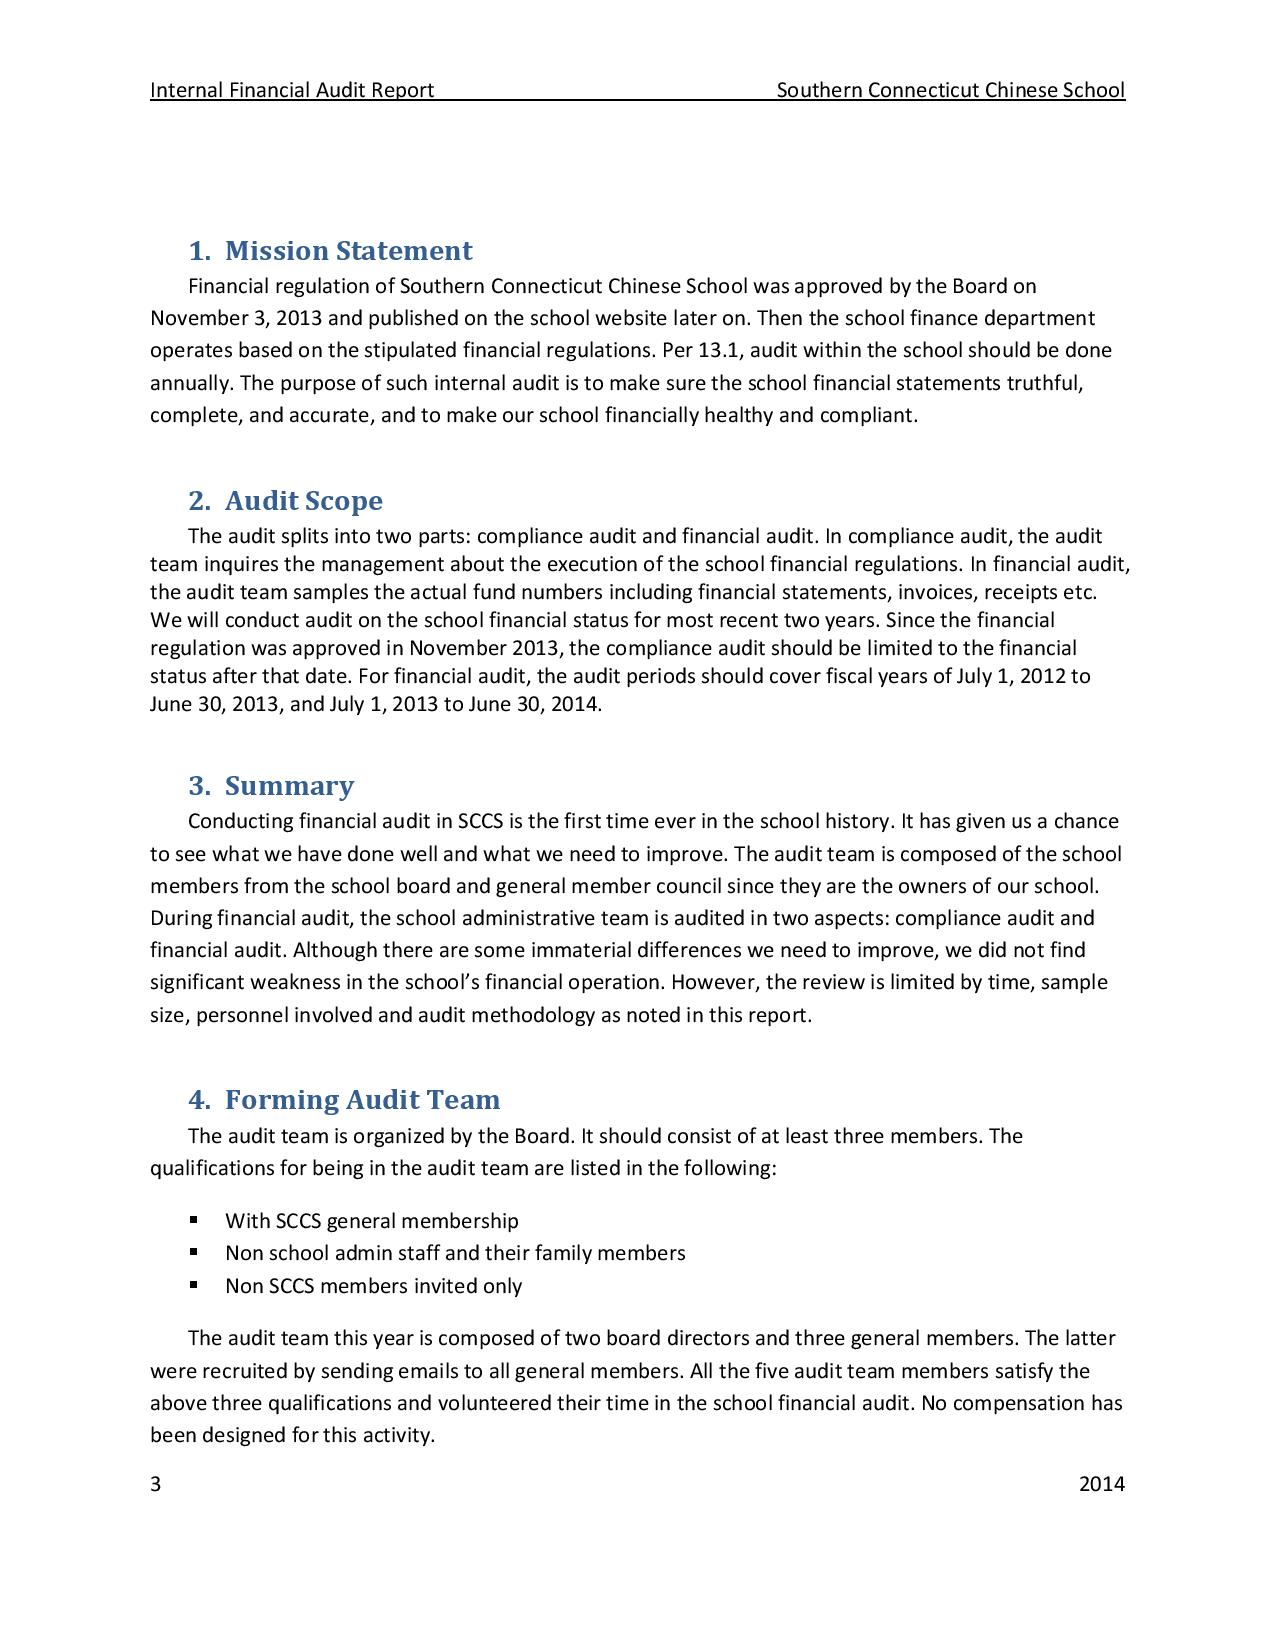 Internal Financial Audit Report Southern Connecticut Chinese School
1. Mission Statement
Financial regulation of Southern Connecticut Chinese School was approved by the Board on
November 3, 2013 and published on the school website later on. Then the school finance department
operates based on the stipulated financial regulations. Per 13.1, audit within the school should be done
annually. The purpose of such internal audit is to make sure the school financial statements truthful,
complete, and accurate, and to make our school financially healthy and compliant.
2. Audit Scope
The audit splits into two parts: compliance audit and financial audit. In compliance audit, the audit
team inquires the management about the execution of the school financial regulations. In financial audit,
the audit team samples the actual fund numbers including financial statements, invoices, receipts etc.
We will conduct audit on the school financial status for most recent two years. Since the financial
regulation was approved in November 2013, the compliance audit should be limited to the financial
status after that date. For financial audit, the audit periods should cover fiscal years of July 1, 2012 to
June 30, 2013, and July 1, 2013 to June 30, 2014.
3. Summary
Conducting financial audit in SCCS is the first time ever in the school history. It has given us a chance
to see what we have done well and what we need to improve. The audit team is composed of the school
members from the school board and general member council since they are the owners of our school.
During financial audit, the school administrative team is audited in two aspects: compliance audit and
financial audit. Although there are some immaterial differences we need to improve, we did not find
significant weakness in the school’s financial operation. However, the review is limited by time, sample
size, personnel involved and audit methodology as noted in this report.
4. Forming Audit Team
The audit team is organized by the Board. It should consist of at least three members. The
qualifications for being in the audit team are listed in the following:
▪ With SCCS general membership
▪ Non school admin staff and their family members
▪ Non SCCS members invited only
The audit team this year is composed of two board directors and three general members. The latter
were recruited by sending emails to all general members. All the five audit team members satisfy the
above three qualifications and volunteered their time in the school financial audit. No compensation has
been designed for this activity.
3 2014